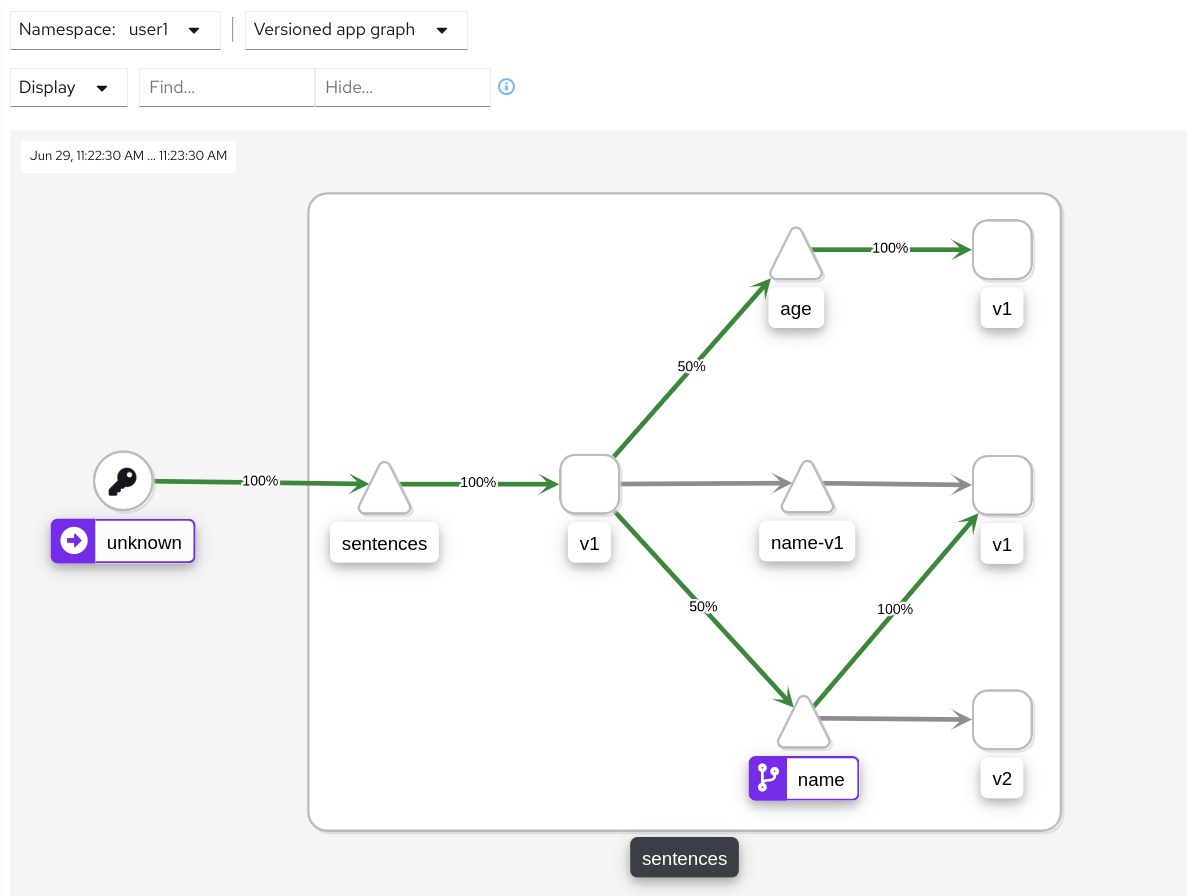 Namespace: user1 Versioned app graph
Display Find... Hide...
Jun 29, 11:22:30 AM ... 11:23:30 AM
100%
age
v1
50%
100%
100%
unknown
sentences
v1
name-v1
v1
50%
100%
name
v2
sentences